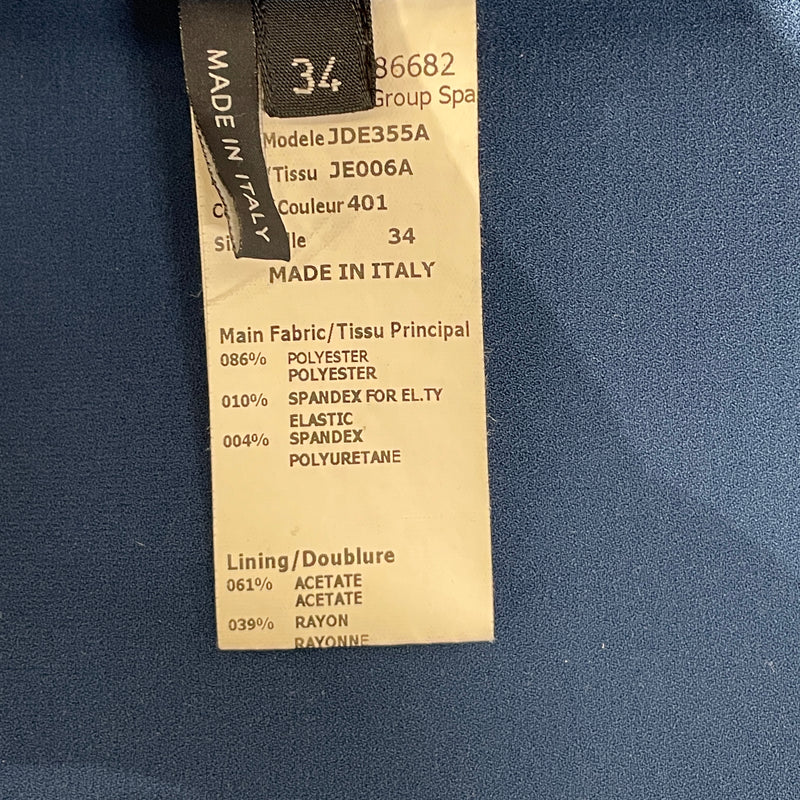 MADE IN ITALY
34
86682
Group Spa
Modele JDE355A
/Tissu JE006A
C Couleur 401
Si lle 34
MADE IN ITALY
Main Fabric/Tissu Principal
086% POLYESTER
POLYESTER
010% SPANDEX FOR EL.TY
ELASTIC
004% SPANDEX
POLYURETANE
Lining/Doublure
061% ACETATE
ACETATE
039% RAYON
RAYONNE